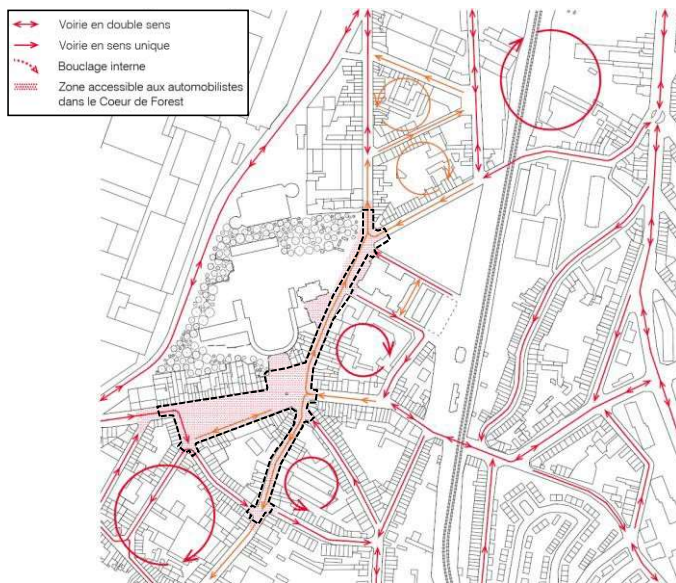 Voirie en double sens
Voirie en sens unique
Bouclage interne
Zone accessible aux automobilistes
dans le Coeur de Forest